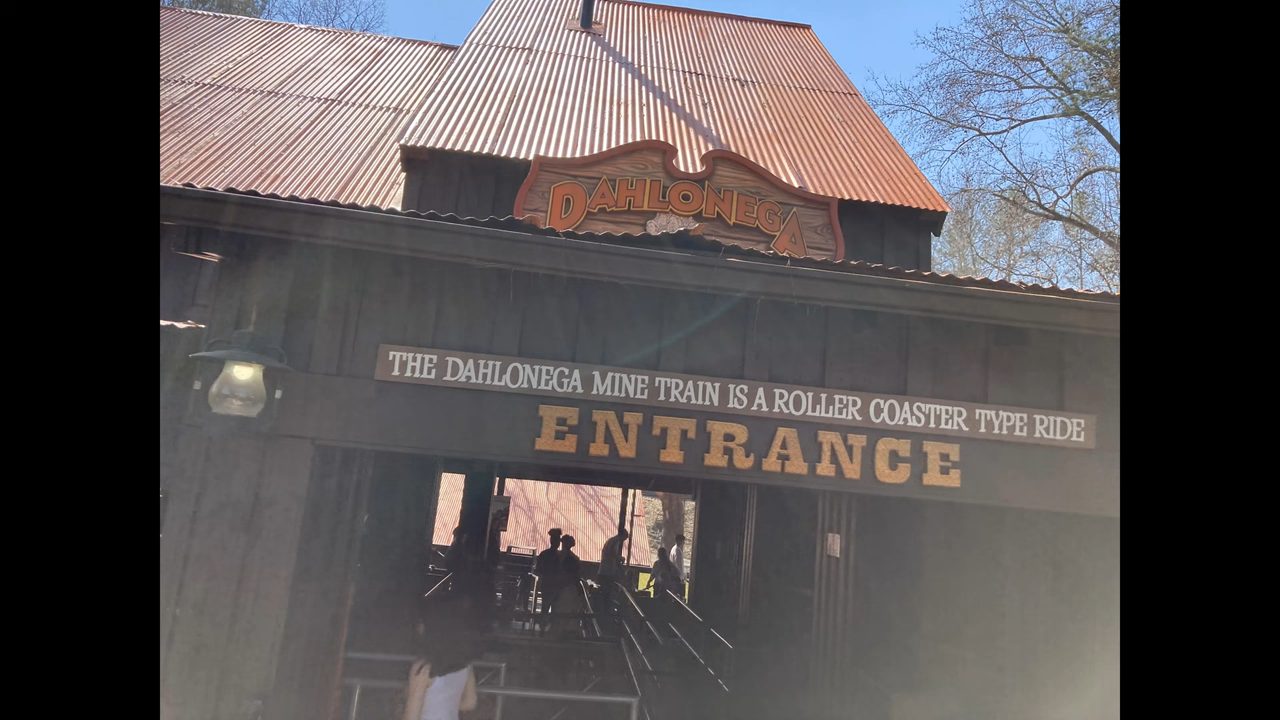 DAHLONEGA
THE DAHLONEGA MINE TRAIN IS A ROLLER COASTER TYPE RIDE
ENTRANCE